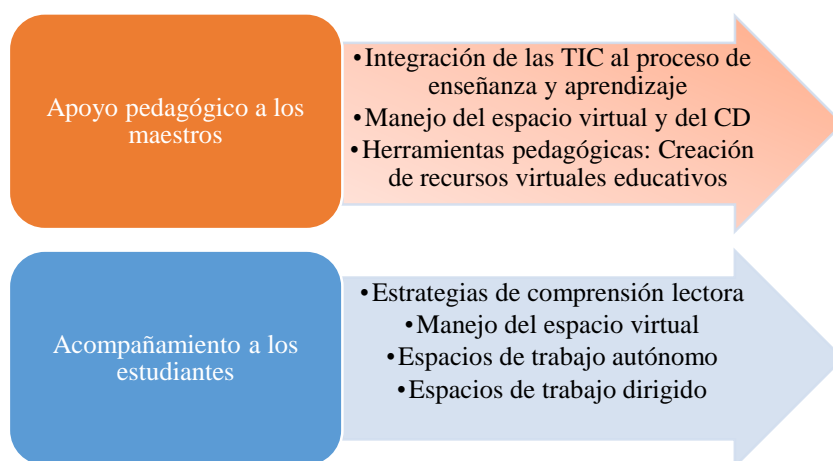 Apoyo pedagógico a los
maestros
•Integración de las TIC al proceso de
enseñanza y aprendizaje
•Manejo del espacio virtual y del CD
•Herramientas pedagógicas: Creación
de recursos virtuales educativos
Acompañamiento a los
estudiantes
•Estrategias de comprensión lectora
•Manejo del espacio virtual
•Espacios de trabajo autónomo
•Espacios de trabajo dirigido